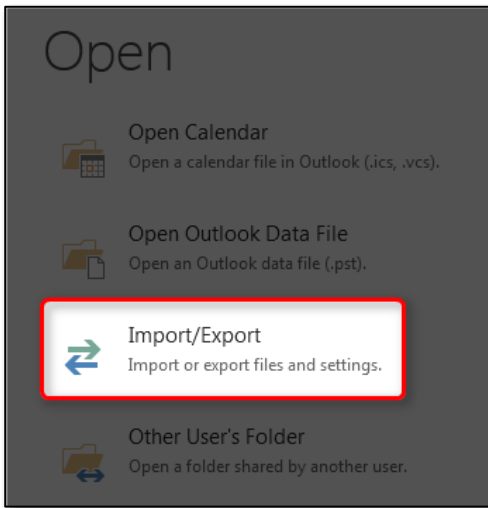 Open
Open Calendar
Open a calendar file in Outlook (.ics, .vcs).
Open Outlook Data File
Open an Outlook data file (.pst).
Import/Export
Import or export files and settings.
Other User's Folder
Open a folder shared by another user.